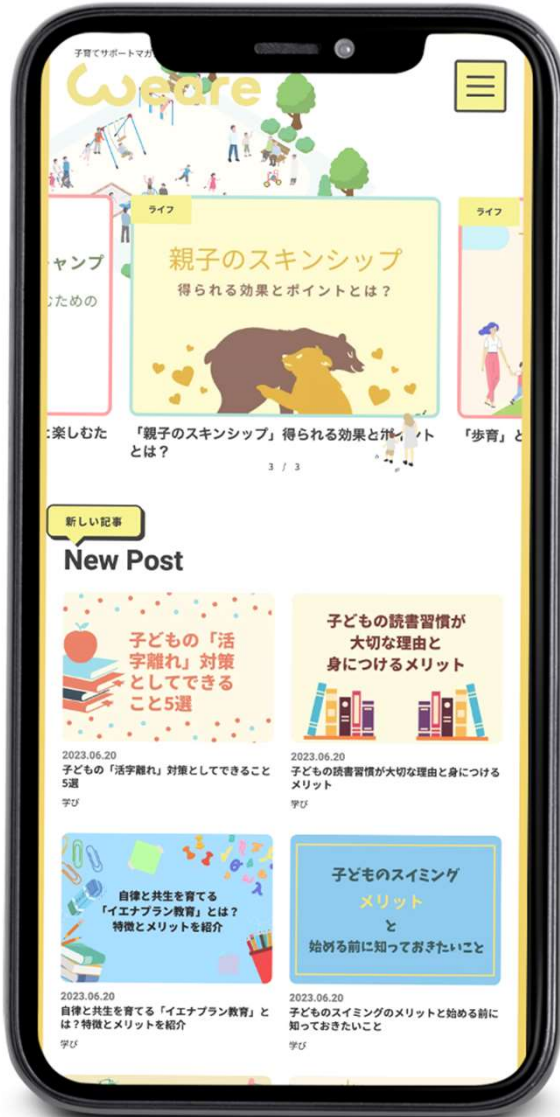 子育てサポートマガ
weare
ライフ
ライフ
ャンプ
むための
親子のスキンシップ
得られる効果とポイントとは？
に楽しむた
「親子のスキンシップ」得られる効果とポイント
とは？
「歩育」と
3 / 3
新しい記事
New Post
子どもの「活
字離れ」対策
としてできる
こと5選
子どもの読書習慣が
大切な理由と
身につけるメリット
2023.06.20
子どもの「活字離れ」対策としてできること
5選
学び
2023.06.20
子どもの読書習慣が大切な理由と身につける
メリット
学び
自律と共生を育てる
「イエナプラン教育」とは？
特徴とメリットを紹介
子どものスイミング
メリット
と
始める前に知っておきたいこと
2023.06.20
自律と共生を育てる「イエナプラン教育」と
は？特徴とメリットを紹介
学び
2023.06.20
子どものスイミングのメリットと始める前に
知っておきたいこと
学び